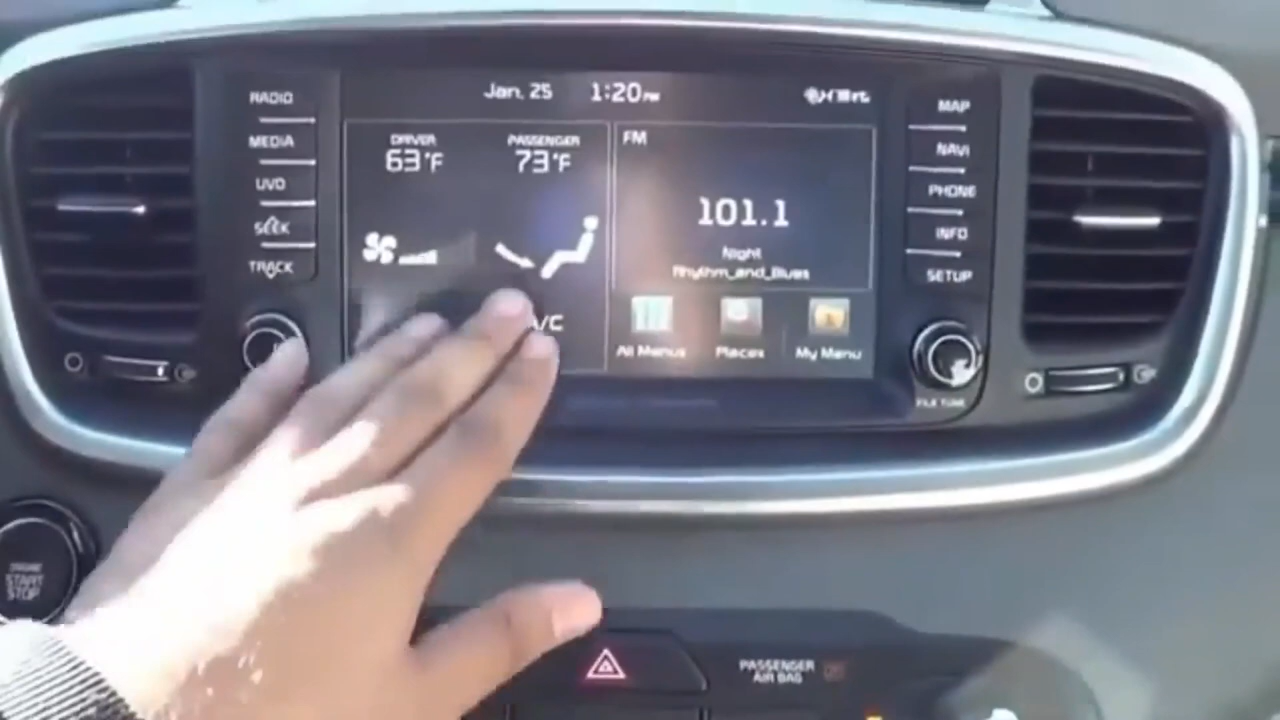 RADIO
MEDIA
UVO
SEEK
TRACK
Jan. 25 1:20 PM
DRIVER
63°F
PASSENGER
73°F
A/C
FM
101.1
Night
Rhythm_and_Blues
All Menus
Places
My Menu
MAP
NAVI
PHONE
INFO
SETUP
FILE TUNE
ENGINE
START
STOP
PASSENGER
AIR BAG